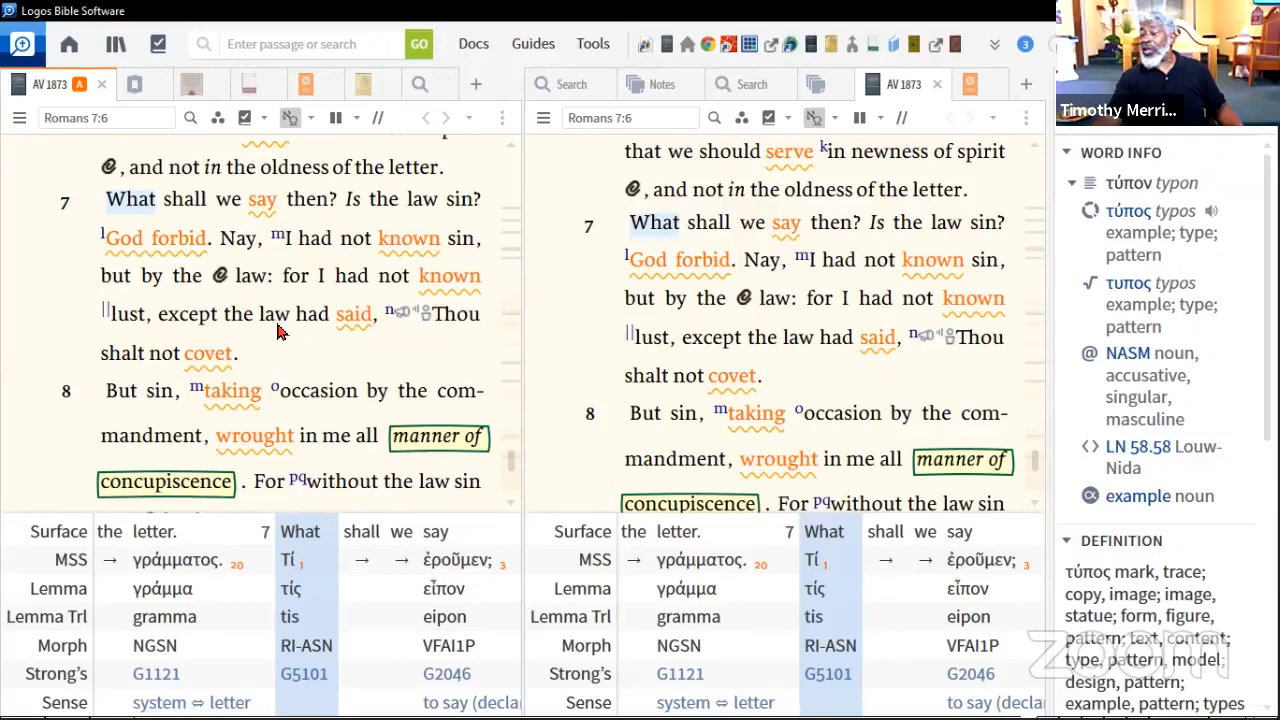 Logos Bible Software
Enter passage or search
GO
Docs
Guides
Tools
3
AV 1873
A
Search
Notes
Search
AV 1873
Romans 7:6
Romans 7:6
, and not in the oldness of the letter.
7 What shall we say then? Is the law sin?
lGod forbid. Nay, mI had not known sin,
but by the law: for I had not known
||lust, except the law had said, nThou
shalt not covet.
8 But sin, mtaking ooccasion by the com-
mandment, wrought in me all manner of
concupiscence. For pqwithout the law sin
that we should serve kin newness of spirit
, and not in the oldness of the letter.
7 What shall we say then? Is the law sin?
lGod forbid. Nay, mI had not known sin,
but by the law: for I had not known
||lust, except the law had said, nThou
shalt not covet.
8 But sin, mtaking ooccasion by the com-
mandment, wrought in me all manner of
concupiscence. For pqwithout the law sin
Surface the letter. 7 What shall we say
MSS → γράμματος. 20 Τί 1 → → ἐροῦμεν; 3
Lemma γράμμα τίς εἶπον
Lemma Trl gramma tis eipon
Morph NGSN RI-ASN VFAI1P
Strong's G1121 G5101 G2046
Sense system ⇔ letter to say (decla
Surface the letter. 7 What shall we say
MSS → γράμματος. 20 Τί 1 → → ἐροῦμεν; 3
Lemma γράμμα τίς εἶπον
Lemma Trl gramma tis eipon
Morph NGSN RI-ASN VFAI1P
Strong's G1121 G5101 G2046
Sense system ⇔ letter to say (decla
Timothy Merri...
WORD INFO
τύπον typon
τύπος typos
example; type;
pattern
τυπος typos
example; type;
pattern
@ NASM noun,
accusative,
singular,
masculine
<> LN 58.58 Louw-
Nida
example noun
DEFINITION
τύπος mark, trace;
copy, image; image,
statue; form, figure,
pattern; text, content;
type, pattern, model;
design, pattern;
example, pattern; types
zoom